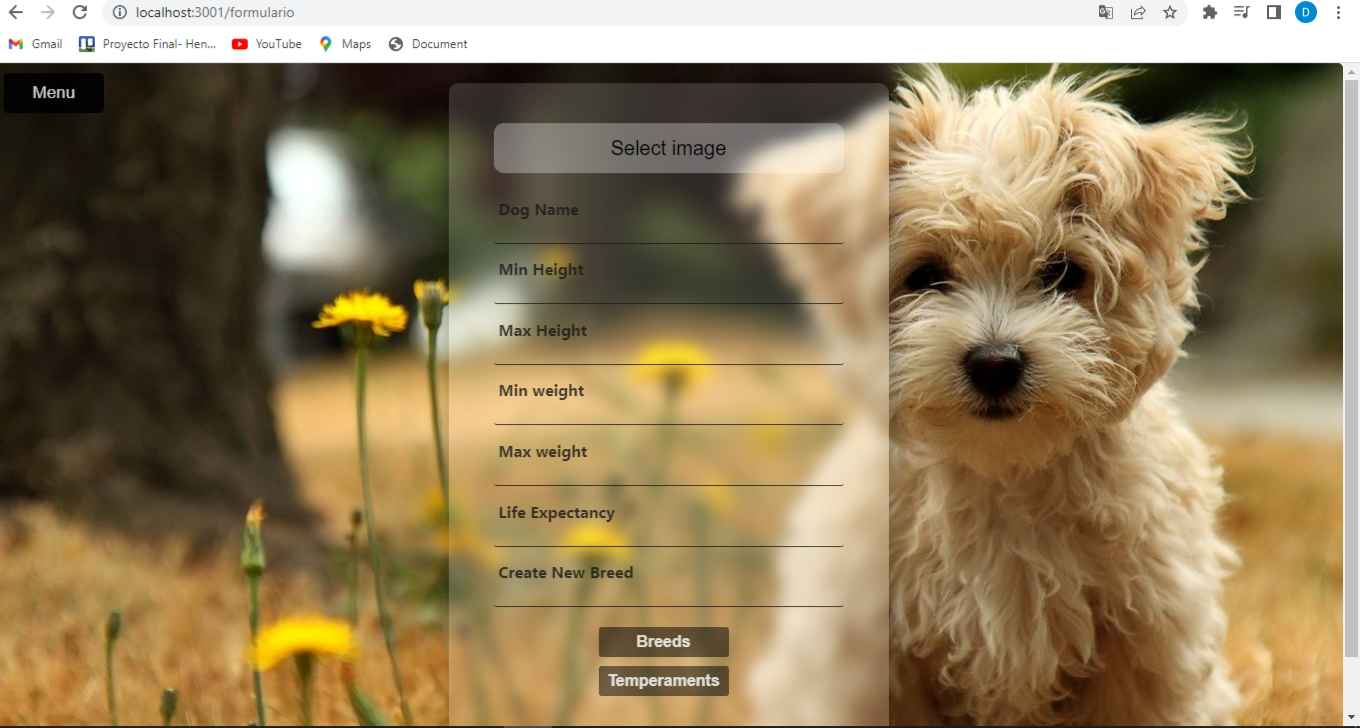 localhost:3001/formulario
D
Gmail Proyecto Final- Hen... YouTube Maps Document
Menu
Select image
Dog Name
Min Height
Max Height
Min weight
Max weight
Life Expectancy
Create New Breed
Breeds
Temperaments